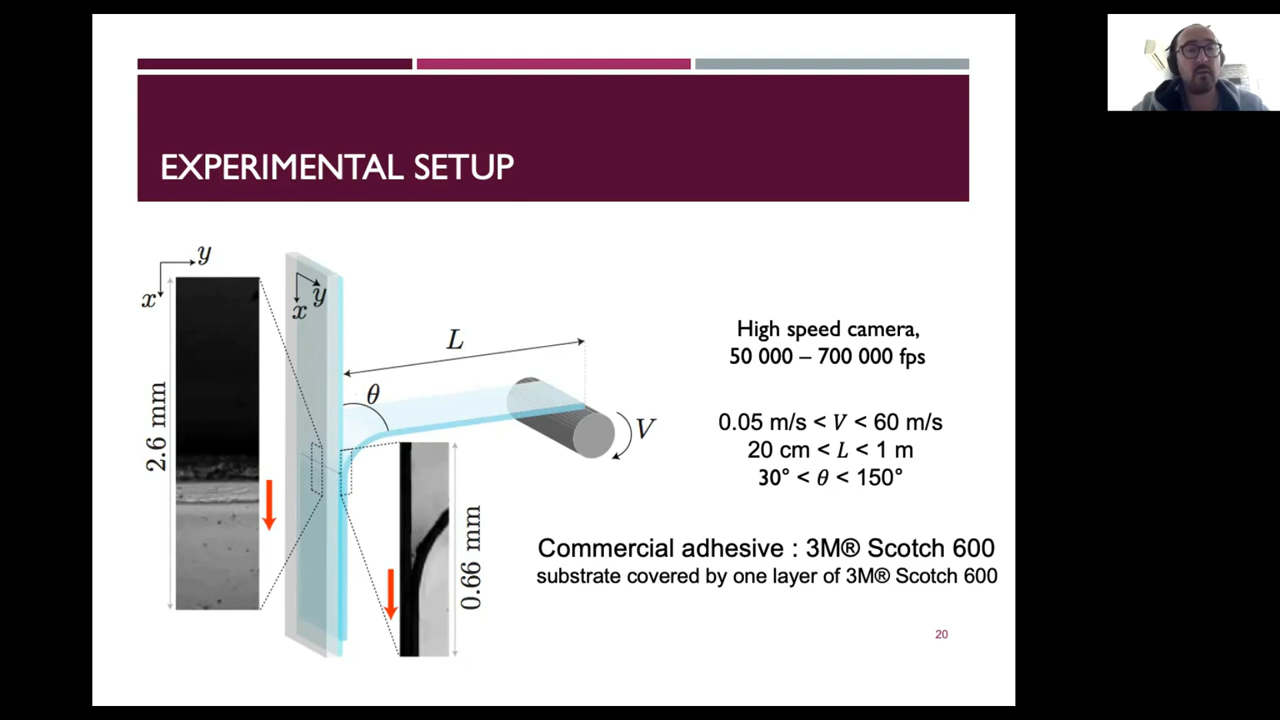 EXPERIMENTAL SETUP
y
x
2.6 mm
x
y
L
θ
V
0.66 mm
High speed camera,
50 000 – 700 000 fps
0.05 m/s < V < 60 m/s
20 cm < L < 1 m
30° < θ < 150°
Commercial adhesive : 3M® Scotch 600
substrate covered by one layer of 3M® Scotch 600
20